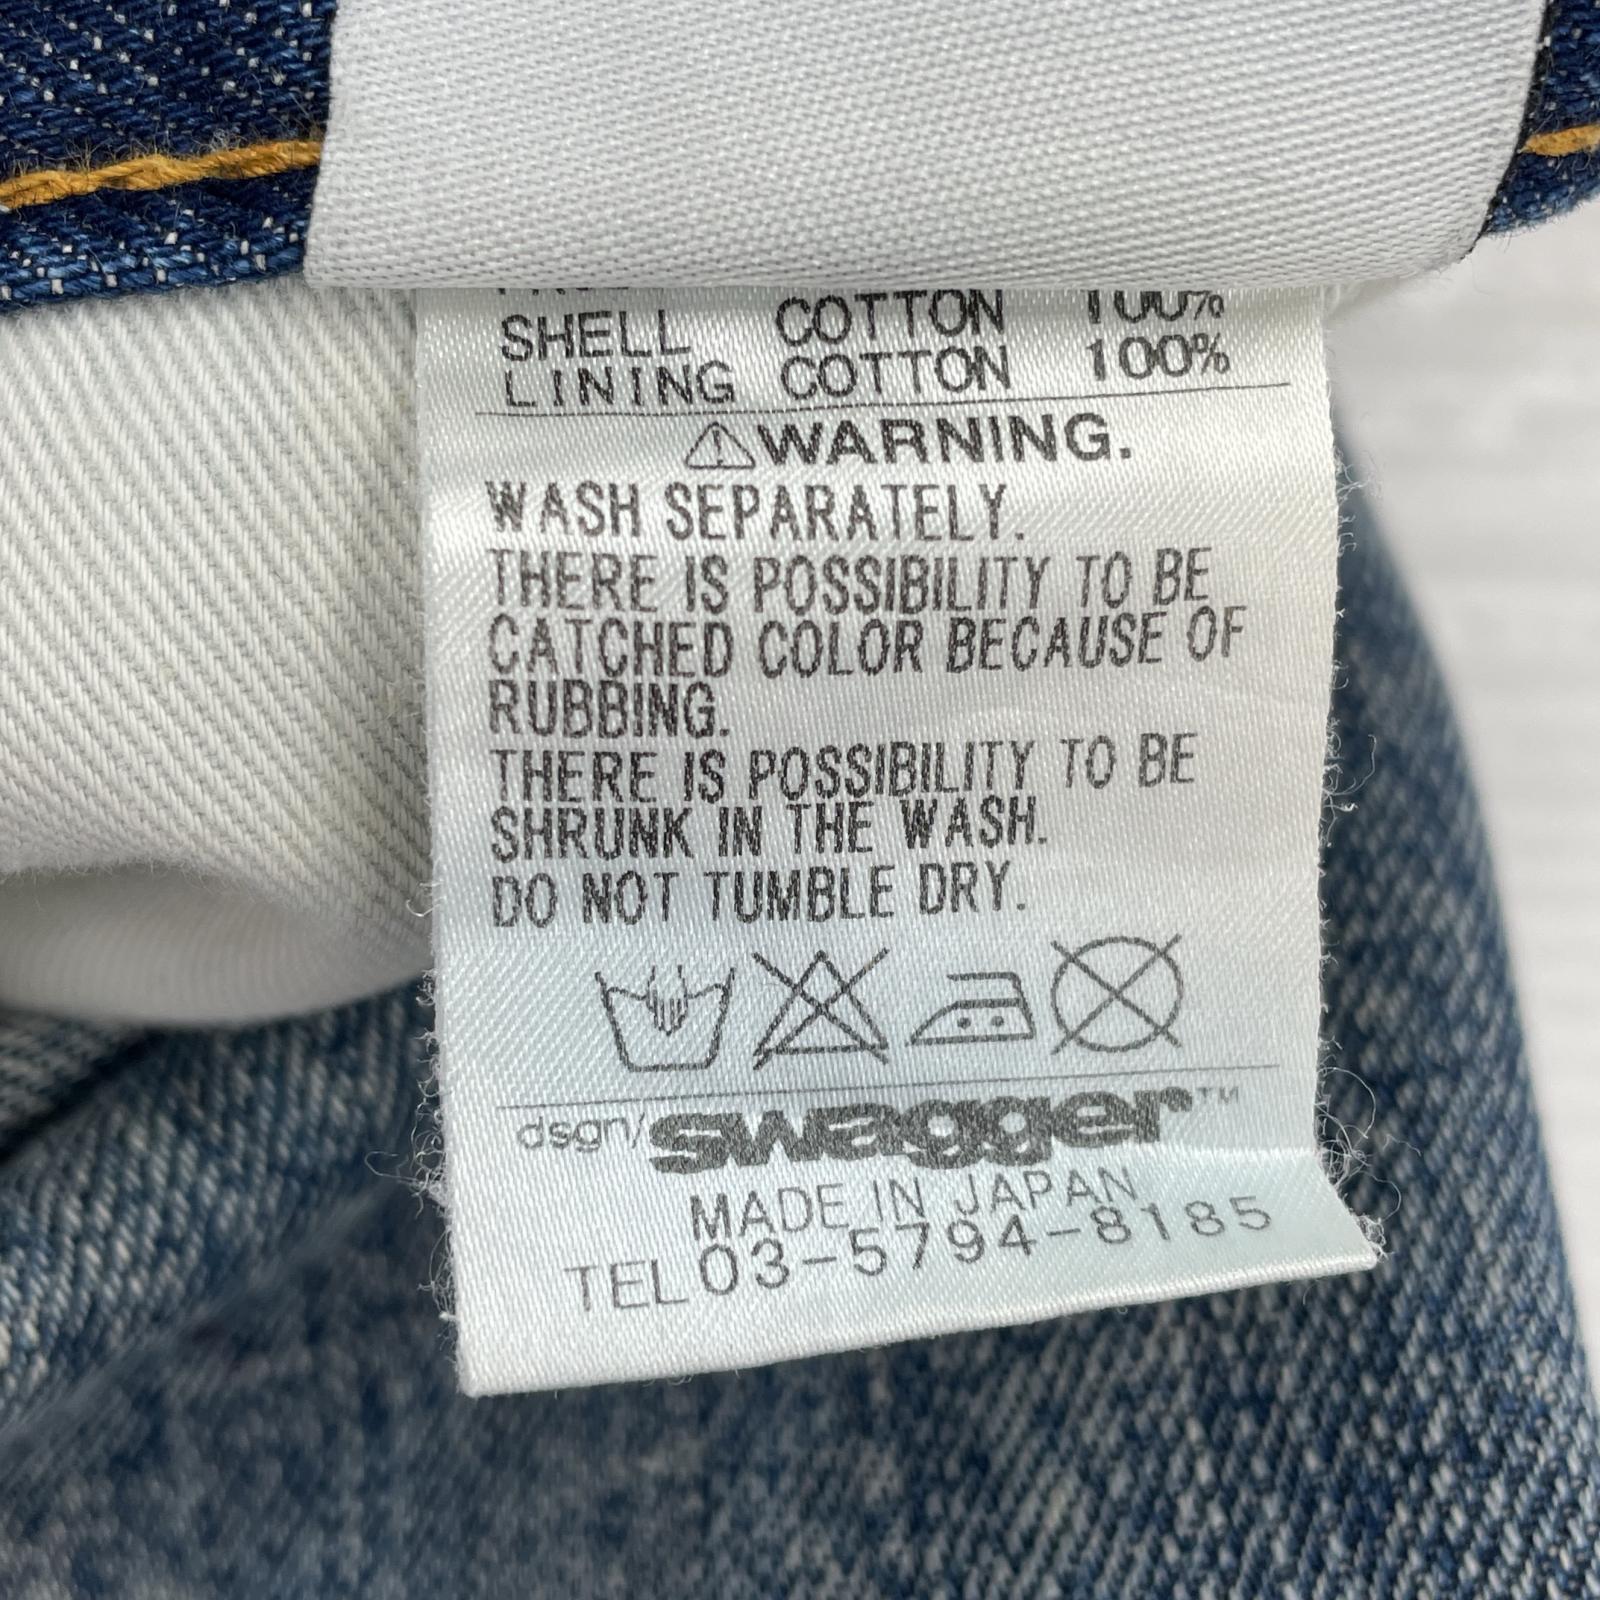 SHELL COTTON 100%
LINING COTTON 100%
WARNING.
WASH SEPARATELY.
THERE IS POSSIBILITY TO BE
CATCHED COLOR BECAUSE OF
RUBBING.
THERE IS POSSIBILITY TO BE
SHRUNK IN THE WASH.
DO NOT TUMBLE DRY.
dsgn/swagger™
MADE IN JAPAN
TEL 03-5794-8185